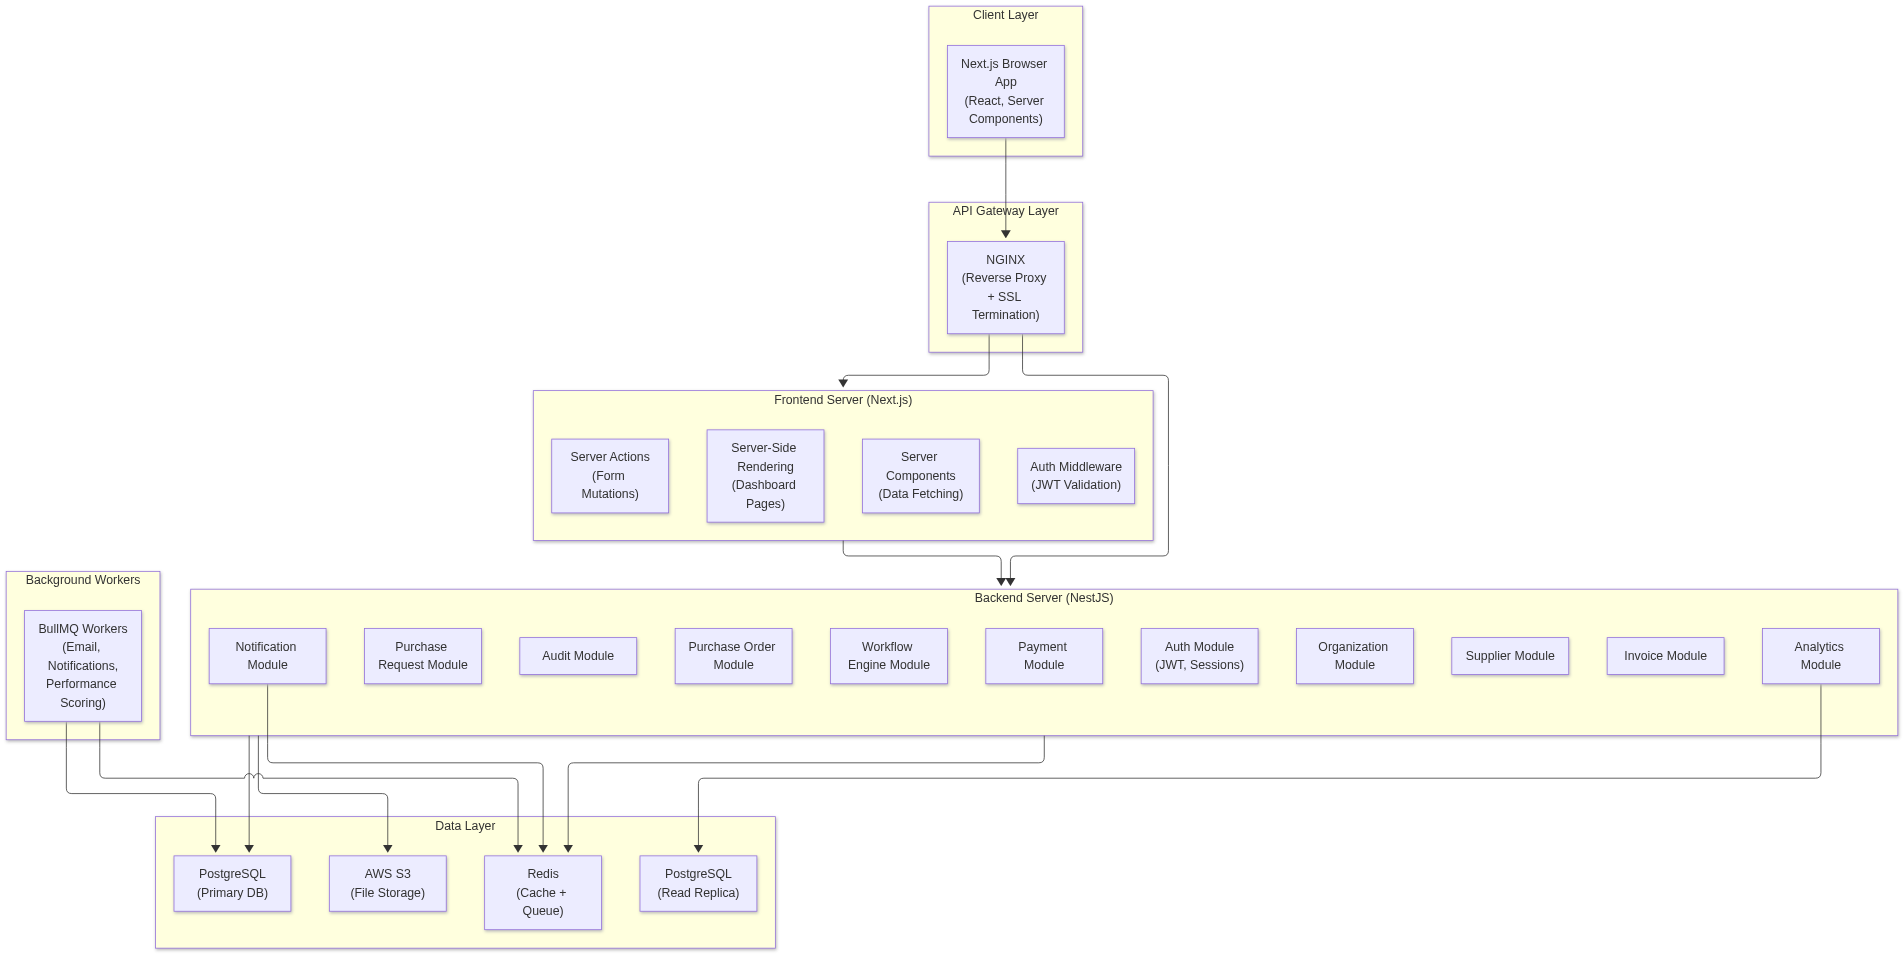 Client Layer
Next.js Browser
App
(React, Server
Components)
API Gateway Layer
NGINX
(Reverse Proxy
+ SSL
Termination)
Frontend Server (Next.js)
Server Actions
(Form
Mutations)
Server-Side
Rendering
(Dashboard
Pages)
Server
Components
(Data Fetching)
Auth Middleware
(JWT Validation)
Background Workers
BullMQ Workers
(Email,
Notifications,
Performance
Scoring)
Backend Server (NestJS)
Notification
Module
Purchase
Request Module
Audit Module
Purchase Order
Module
Workflow
Engine Module
Payment
Module
Auth Module
(JWT, Sessions)
Organization
Module
Supplier Module
Invoice Module
Analytics
Module
Data Layer
PostgreSQL
(Primary DB)
AWS S3
(File Storage)
Redis
(Cache +
Queue)
PostgreSQL
(Read Replica)